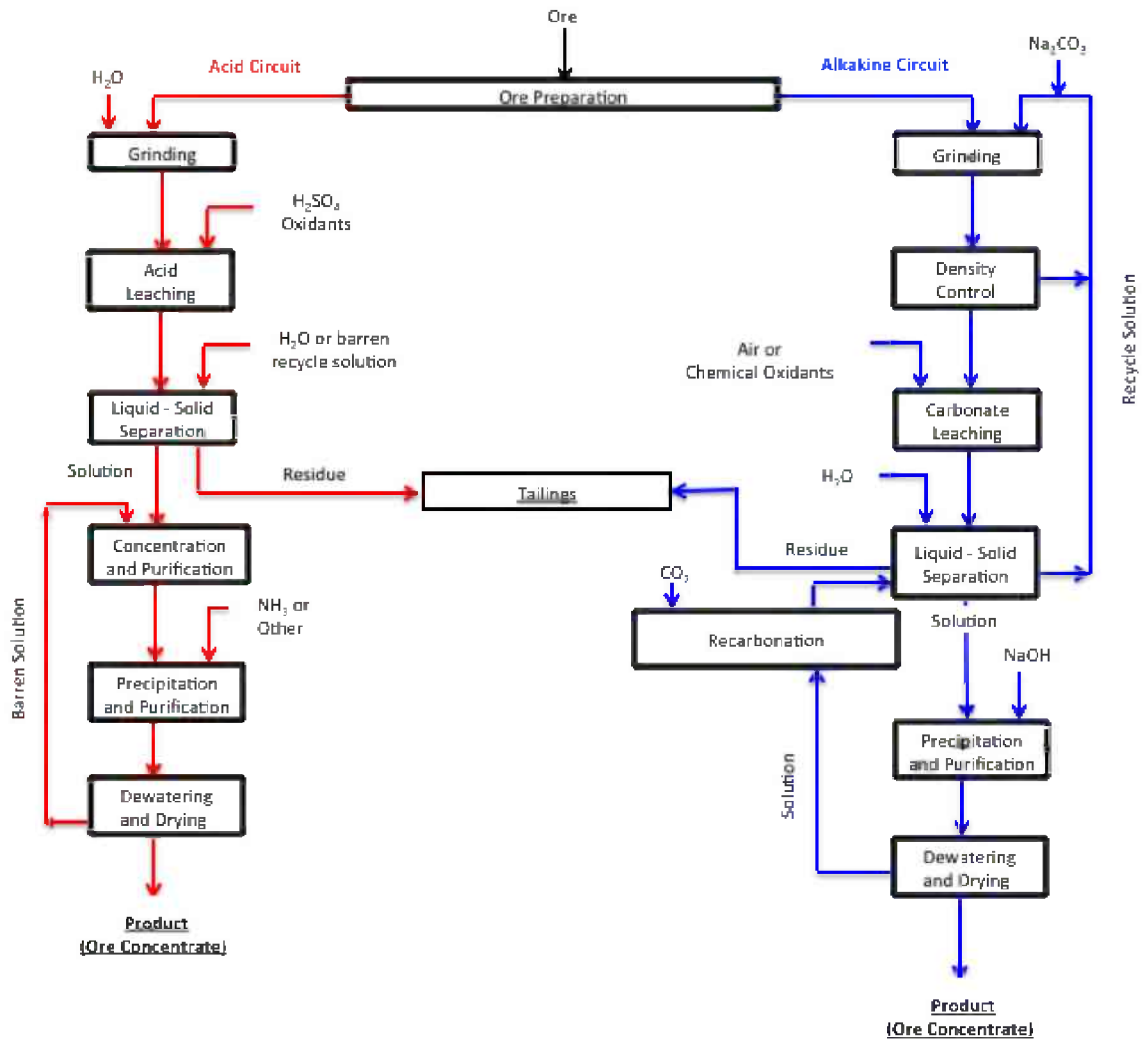 Ore
Na₂CO₃
Acid Circuit
Alkakine Circuit
H₂O
Ore Preparation
Grinding
Grinding
H₂SO₄
Oxidants
Acid
Leaching
Density
Control
Recycle Solution
H₂O or barren
recycle solution
Air or
Chemical Oxidants
Liquid - Solid
Separation
Carbonate
Leaching
Solution
Residue
Tailings
H₂O
Concentration
and Purification
Residue
Liquid - Solid
Separation
CO₂
NH₃ or
Other
Recarbonation
Solution
NaOH
Barren Solution
Precipitation
and Purification
Precipitation
and Purification
Solution
Dewatering
and Drying
Dewatering
and Drying
Product
(Ore Concentrate)
Product
(Ore Concentrate)